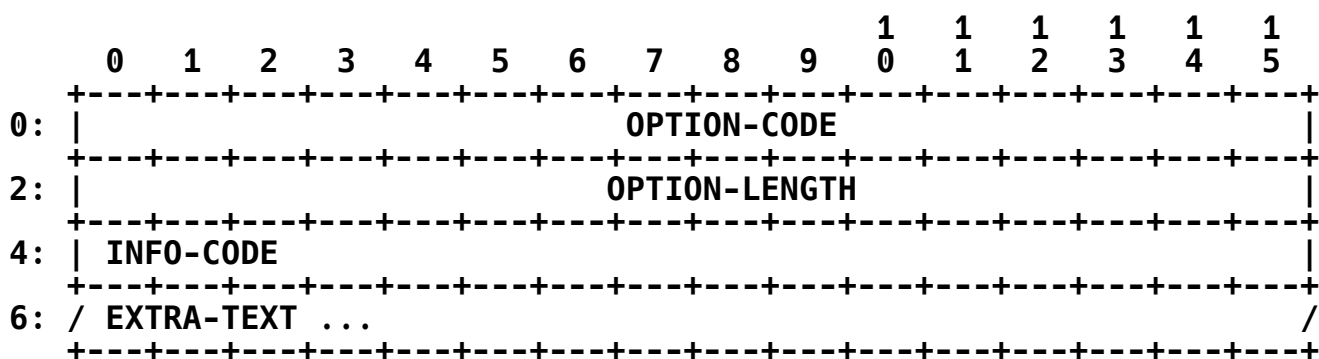 1   1   1   1   1   1
       0   1   2   3   4   5   6   7   8   9   0   1   2   3   4   5
     +---+---+---+---+---+---+---+---+---+---+---+---+---+---+---+---+
0:   |                            OPTION-CODE                        |
     +---+---+---+---+---+---+---+---+---+---+---+---+---+---+---+---+
2:   |                           OPTION-LENGTH                       |
     +---+---+---+---+---+---+---+---+---+---+---+---+---+---+---+---+
4:   | INFO-CODE                                                     |
     +---+---+---+---+---+---+---+---+---+---+---+---+---+---+---+---+
6:   / EXTRA-TEXT ...                                                /
     +---+---+---+---+---+---+---+---+---+---+---+---+---+---+---+---+